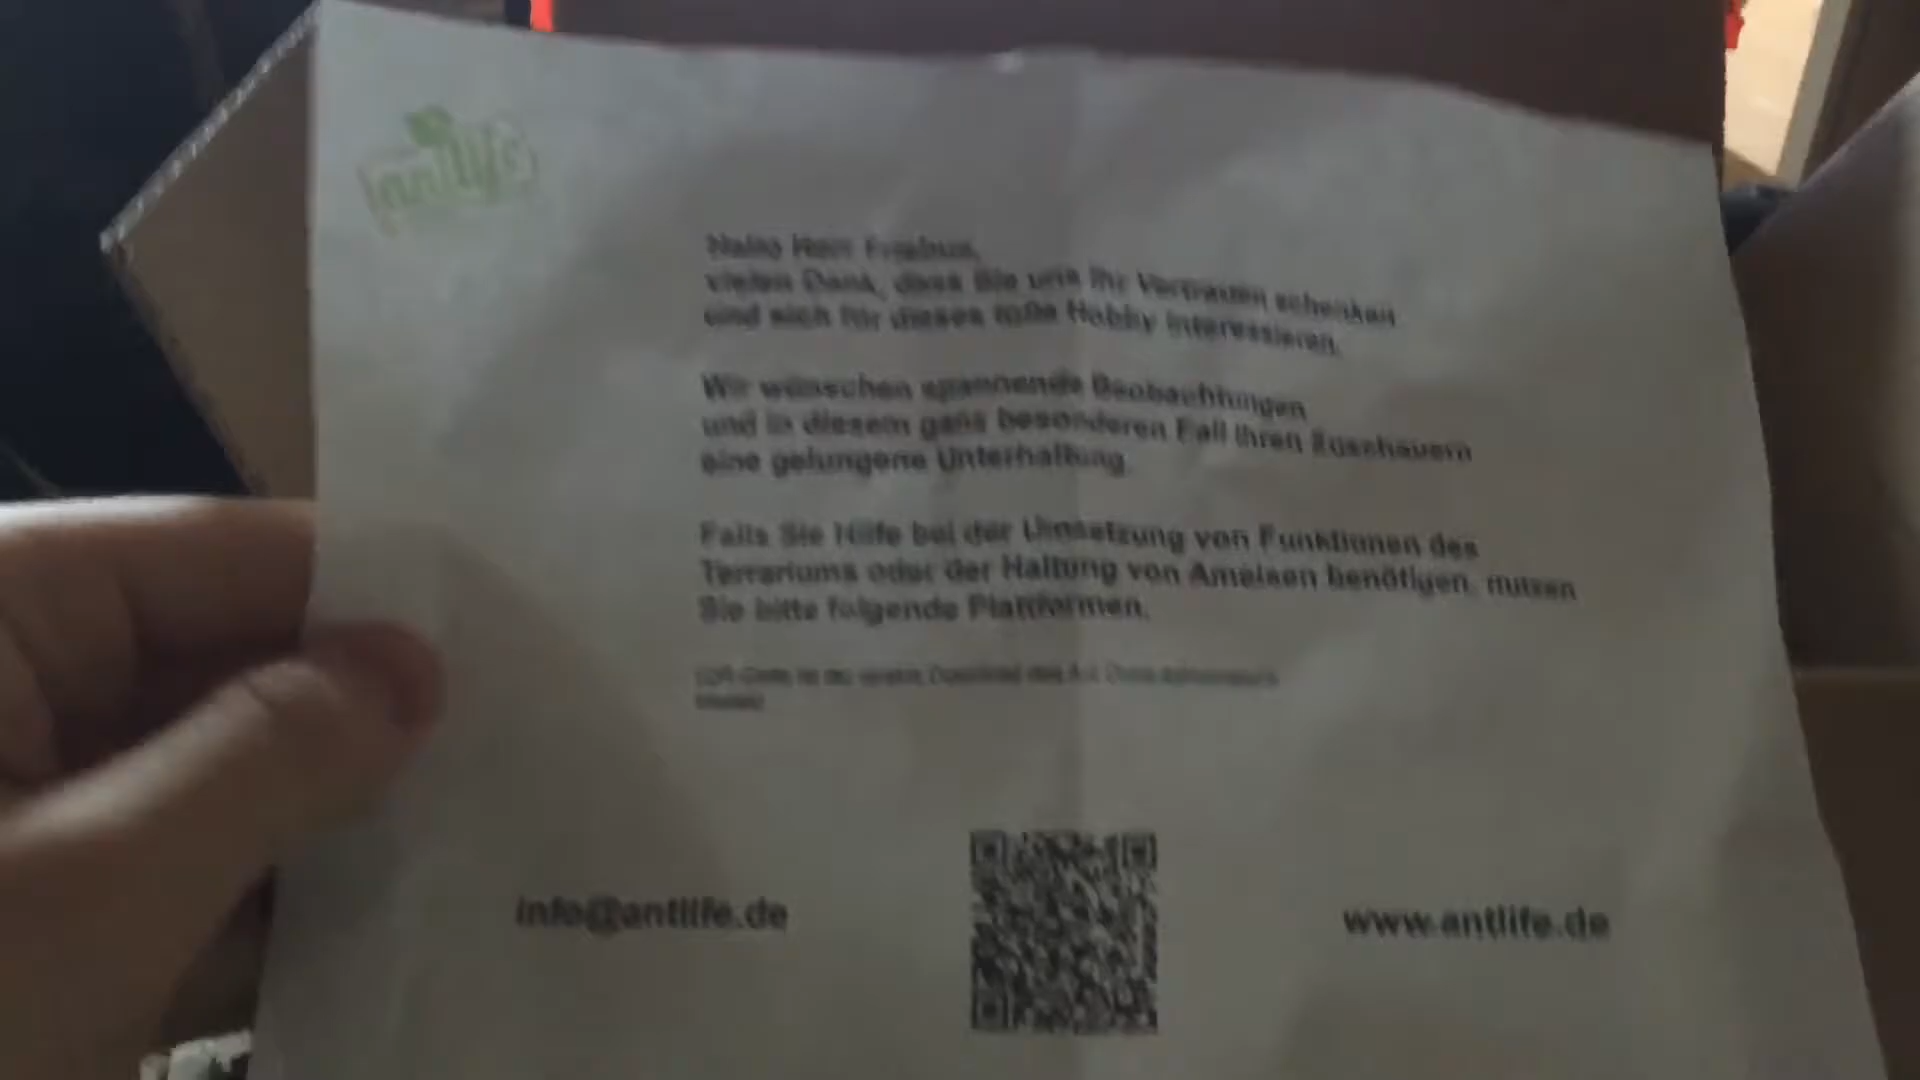 antlife
Hallo Herr
vielen Dank, dass Sie uns Ihr Vertrauen schenken
und sich für dieses tolle Hobby interessieren.
Wir wünschen spannende Beobachtungen
und in diesem ganz besonderen Fall Ihren Zuschauern
eine gelungene Unterhaltung.
Falls Sie Hilfe bei der Umsetzung von Funktionen des
Terrariums oder der Haltung von Ameisen benötigen, nutzen
Sie bitte folgende Plattformen.
info@antlife.de
www.antlife.de